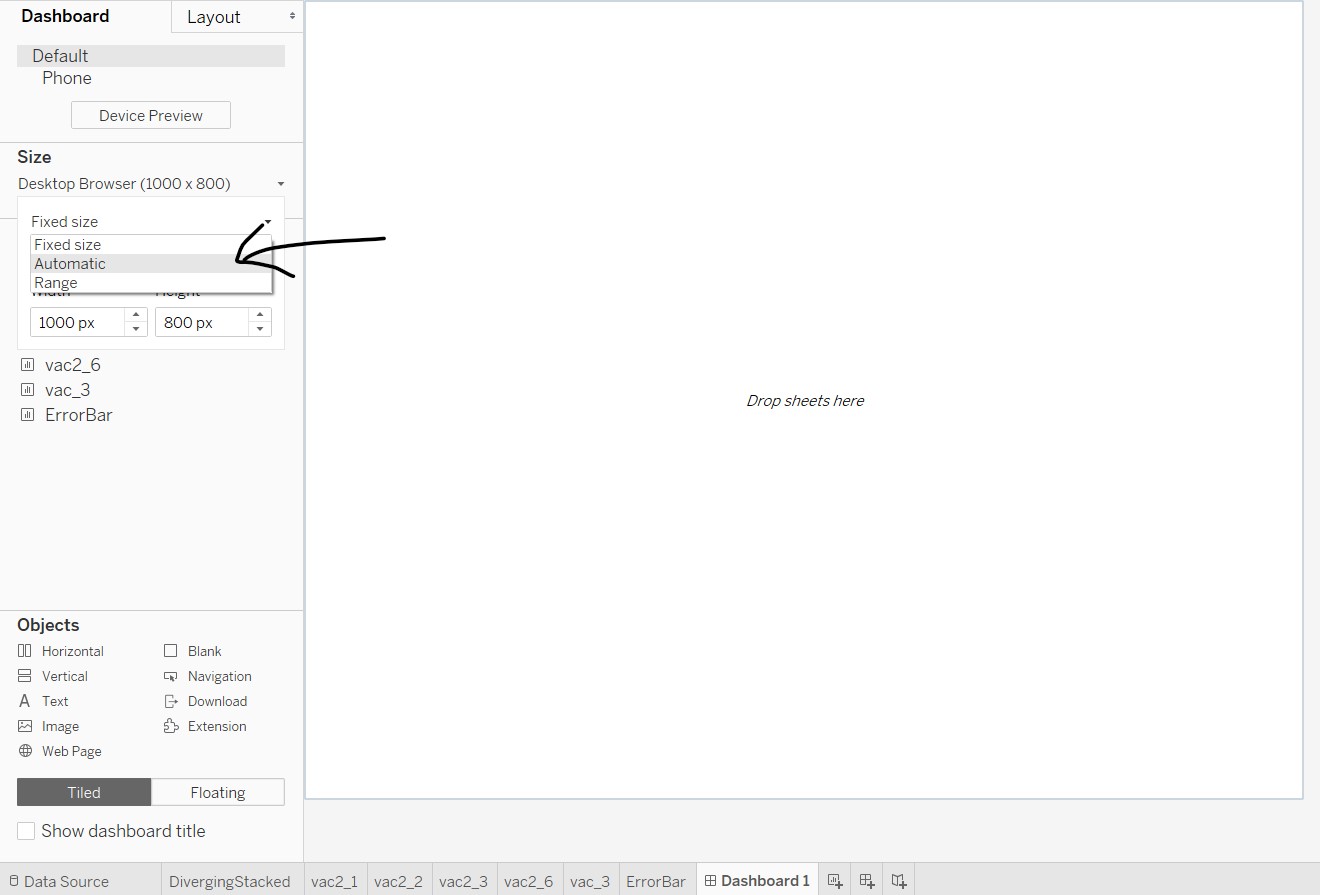 Dashboard
Layout
Default
Phone
Device Preview
Size
Desktop Browser (1000 x 800)
Fixed size
Fixed size
Automatic
Range
Width Height
1000 px 800 px
vac2_6
vac_3
ErrorBar
Drop sheets here
Objects
Horizontal Blank
Vertical Navigation
Text Download
Image Extension
Web Page
Tiled Floating
Show dashboard title
Data Source DivergingStacked vac2_1 vac2_2 vac2_3 vac2_6 vac_3 ErrorBar Dashboard 1